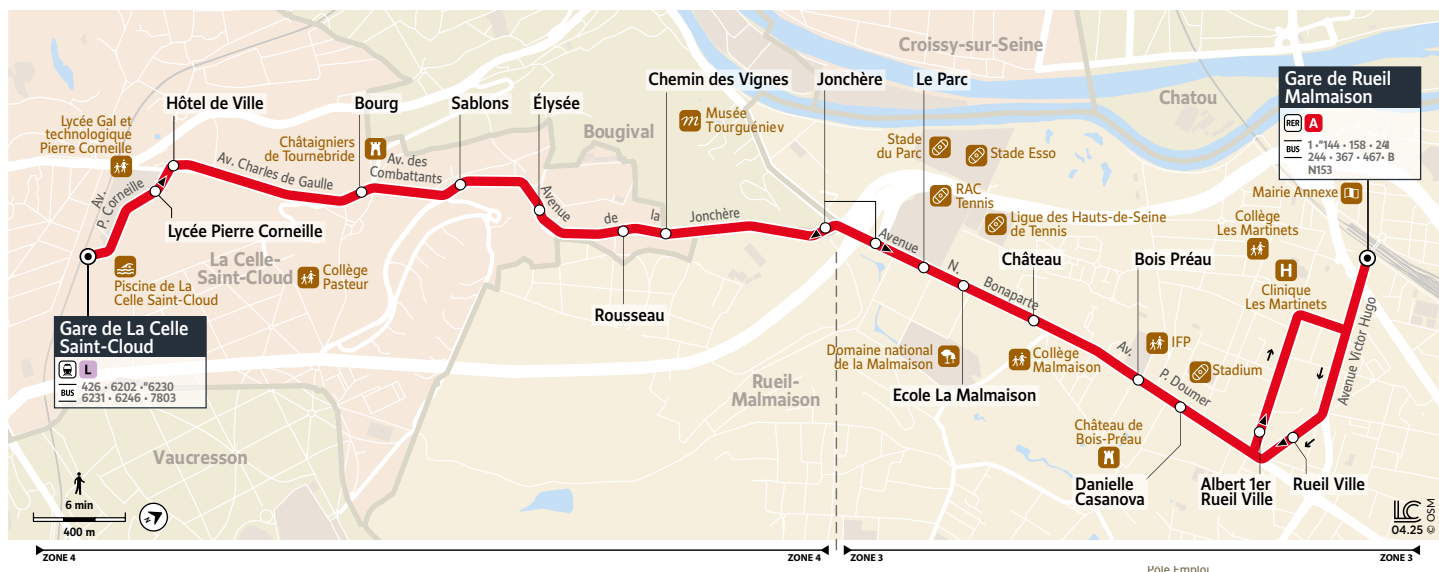 Croissy-sur-Seine
Chatou
Bougival
La Celle-
Saint-Cloud
Rueil-
Malmaison
Vaucresson
Gare de La Celle
Saint-Cloud
L
BUS
426 • 6202 •"6230
6231 • 6246 • 7803
Lycée Pierre Corneille
Hôtel de Ville
Bourg
Sablons
Élysée
Rousseau
Chemin des Vignes
Jonchère
Le Parc
Ecole La Malmaison
Château
Bois Préau
Danielle
Casanova
Albert 1er
Rueil Ville
Rueil Ville
Gare de Rueil
Malmaison
RER A
BUS
1 •"144 • 158 • 241
244 • 367 • 467• B
N153
Lycée Gal et
technologique
Pierre Corneille
Piscine de La
Celle Saint-Cloud
Châtaigniers
de Tournebride
Collège
Pasteur
m
Musée
Tourguéniev
Stade
du Parc
Stade Esso
RAC
Tennis
Ligue des Hauts-de-Seine
de Tennis
Domaine national
de la Malmaison
Collège
Malmaison
IFP
Stadium
Château de
Bois-Préau
Collège
Les Martinets
H
Clinique
Les Martinets
Mairie Annexe
Av.
P. Corneille
Av. Charles de Gaulle
Av. des
Combattants
Avenue
de
la
Jonchère
Avenue
N.
Bonaparte
Av.
P. Doumer
Avenue Victor Hugo
6 min
400 m
LC
04.25 © OSM
ZONE 4
ZONE 4
ZONE 3
ZONE 3
Pôle Emploi